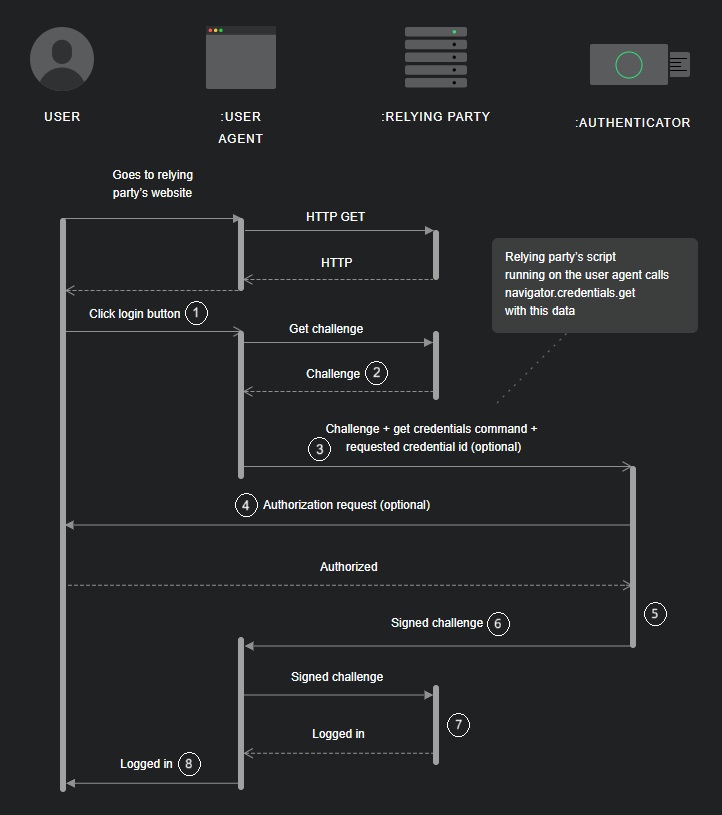 USER
:USER
AGENT
:RELYING PARTY
:AUTHENTICATOR
Goes to relying
party's website
HTTP GET
HTTP
Relying party's script
running on the user agent calls
navigator.credentials.get
with this data
Click login button 1
Get challenge
Challenge 2
Challenge + get credentials command +
3 requested credential id (optional)
4 Authorization request (optional)
Authorized
5
Signed challenge 6
Signed challenge
7
Logged in
Logged in 8